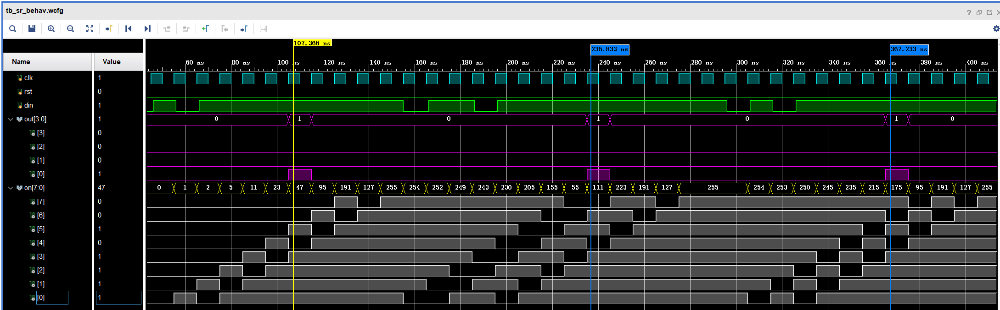 tb_sr_behav.wcfg
?
107.366 ns 236.833 ns 367.233 ns
Name Value 60 ns 80 ns 100 ns 120 ns 140 ns 160 ns 180 ns 200 ns 220 ns 240 ns 260 ns 280 ns 300 ns 320 ns 340 ns 360 ns 380 ns 400 ns
clk 1
rst 0
din 1
out[3:0] 1 0 1 0 1 0 1 0
[3] 0
[2] 0
[1] 0
[0] 1
on[7:0] 47 0 1 2 5 11 23 47 95 191 127 255 254 252 249 243 230 205 155 55 111 223 191 127 255 254 253 250 245 235 215 175 95 191 127 255
[7] 0
[6] 0
[5] 1
[4] 0
[3] 1
[2] 1
[1] 1
[0] 1